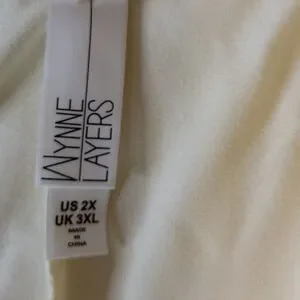 WYNNE
LAYERS
US 2X
UK 3XL
MADE
IN
CHINA